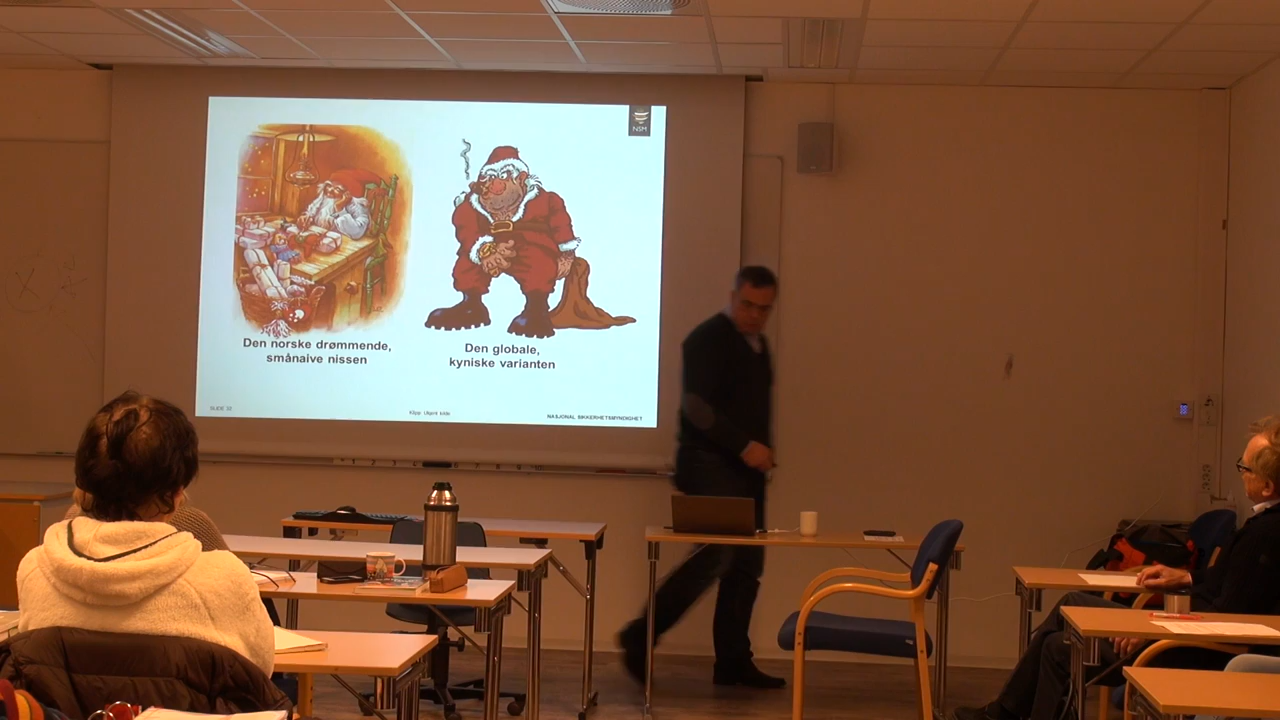 NSM
Den norske drømmende,
smånaive nissen
Den globale,
kyniske varianten
NASJONAL SIKKERHETSMYNDIGHET